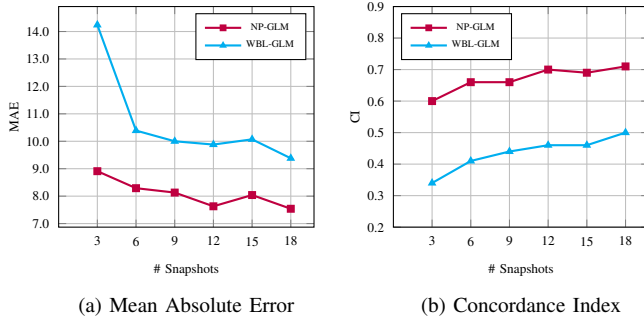 NP-GLM
WBL-GLM
14.0
13.0
12.0
11.0
10.0
9.0
8.0
7.0
MAE
3 6 9 12 15 18
# Snapshots
(a) Mean Absolute Error
NP-GLM
WBL-GLM
0.9
0.8
0.7
0.6
0.5
0.4
0.3
0.2
CI
3 6 9 12 15 18
# Snapshots
(b) Concordance Index